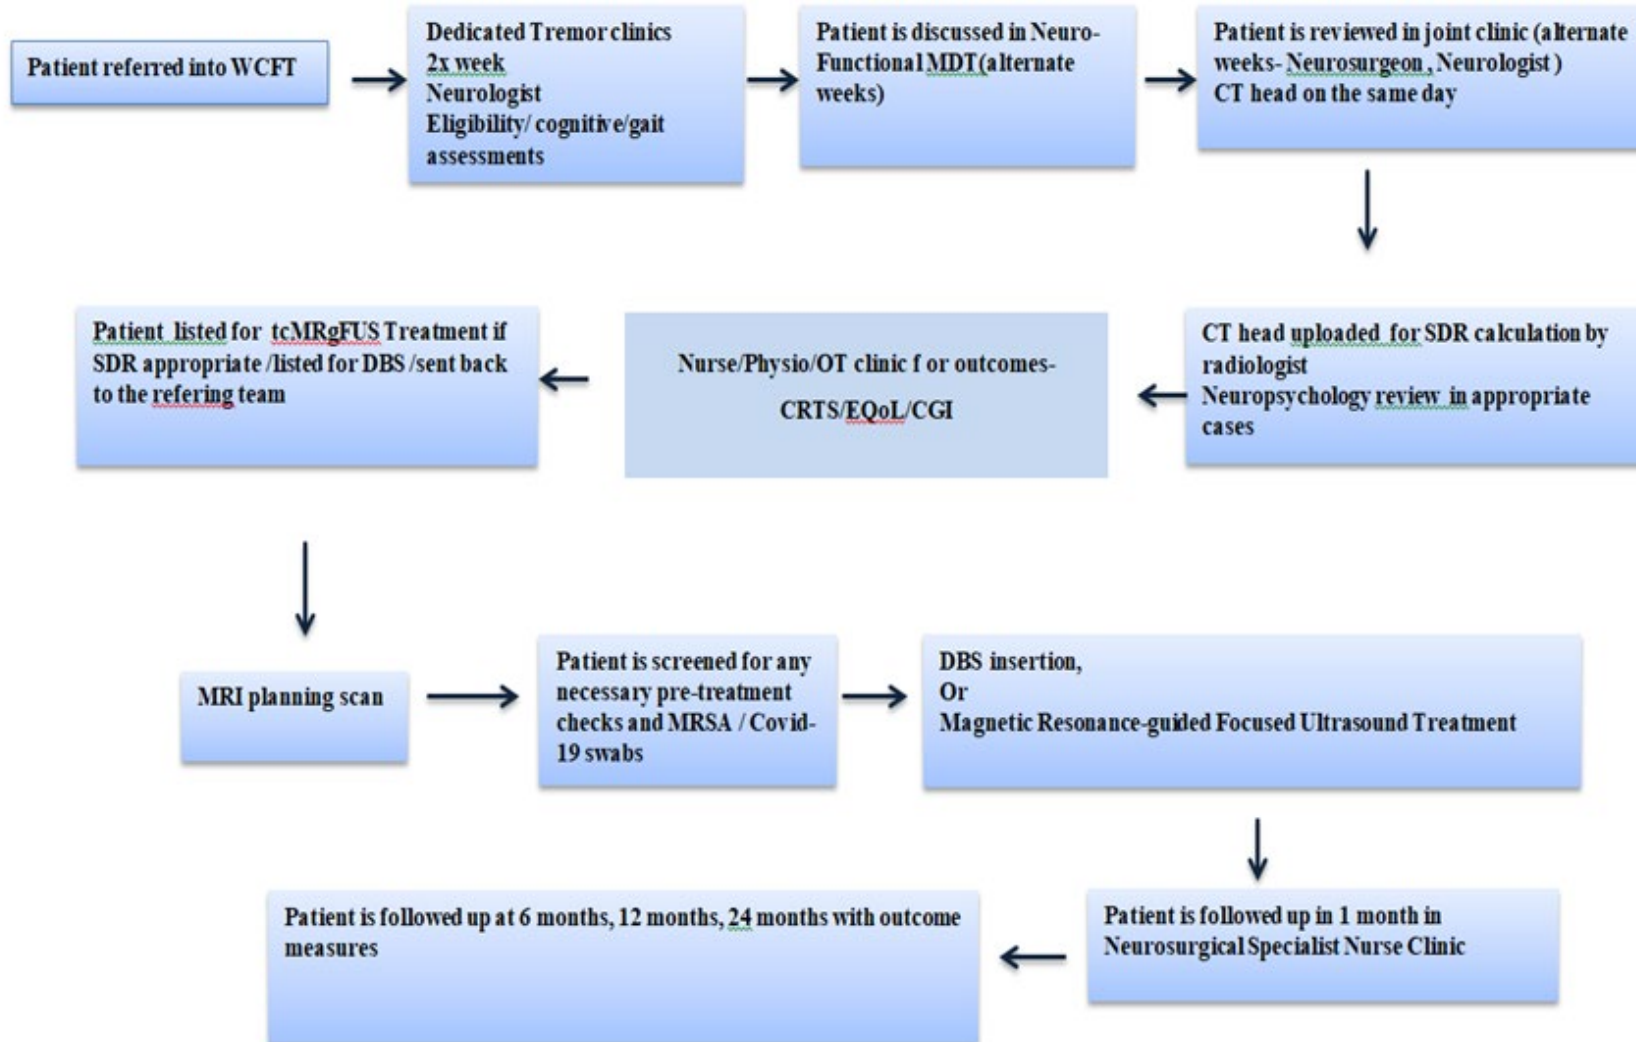 Patient referred into WCFT
Dedicated Tremor clinics
2x week
Neurologist
Eligibility/ cognitive/gait
assessments
Patient is discussed in Neuro-
Functional MDT(alternate
weeks)
Patient is reviewed in joint clinic (alternate
weeks- Neurosurgeon , Neurologist )
CT head on the same day
CT head uploaded for SDR calculation by
radiologist
Neuropsychology review in appropriate
cases
Nurse/Physio/OT clinic f or outcomes-
CRTS/EQoL/CGI
Patient listed for tcMRgFUS Treatment if
SDR appropriate /listed for DBS /sent back
to the refering team
MRI planning scan
Patient is screened for any
necessary pre-treatment
checks and MRSA / Covid-
19 swabs
DBS insertion,
Or
Magnetic Resonance-guided Focused Ultrasound Treatment
Patient is followed up in 1 month in
Neurosurgical Specialist Nurse Clinic
Patient is followed up at 6 months, 12 months, 24 months with outcome
measures